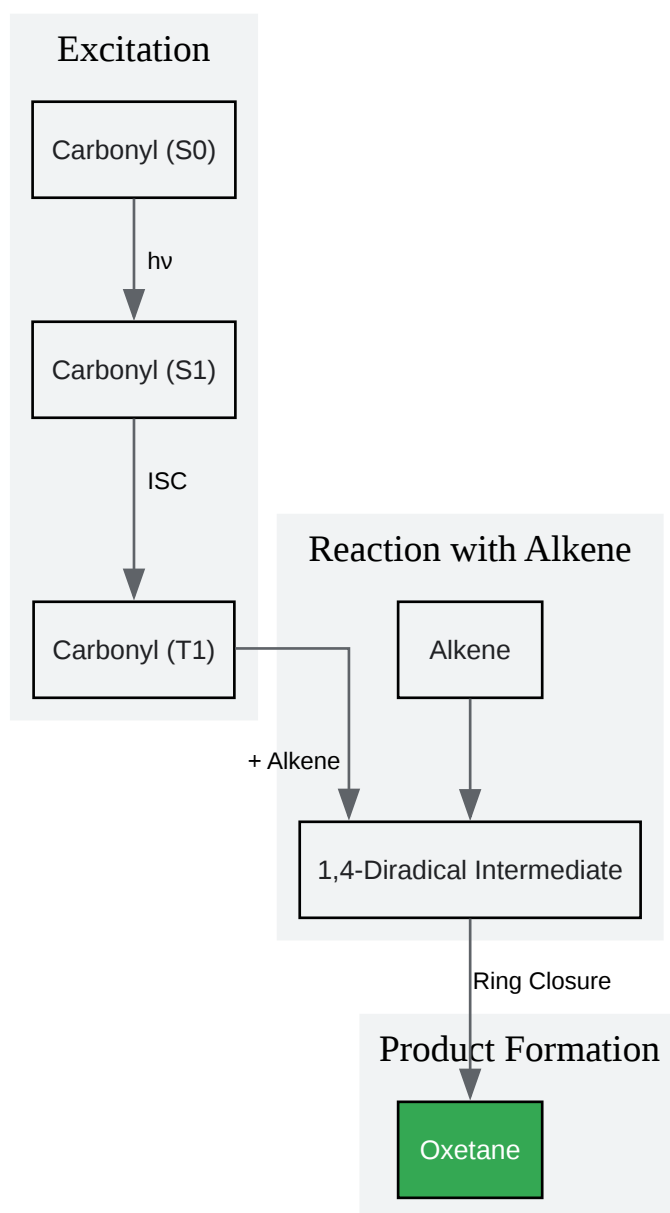 Excitation
Carbonyl (S0)
hν
Carbonyl (S1)
ISC
Carbonyl (T1)
Reaction with Alkene
Alkene
+ Alkene
1,4-Diradical Intermediate
Ring Closure
Product Formation
Oxetane